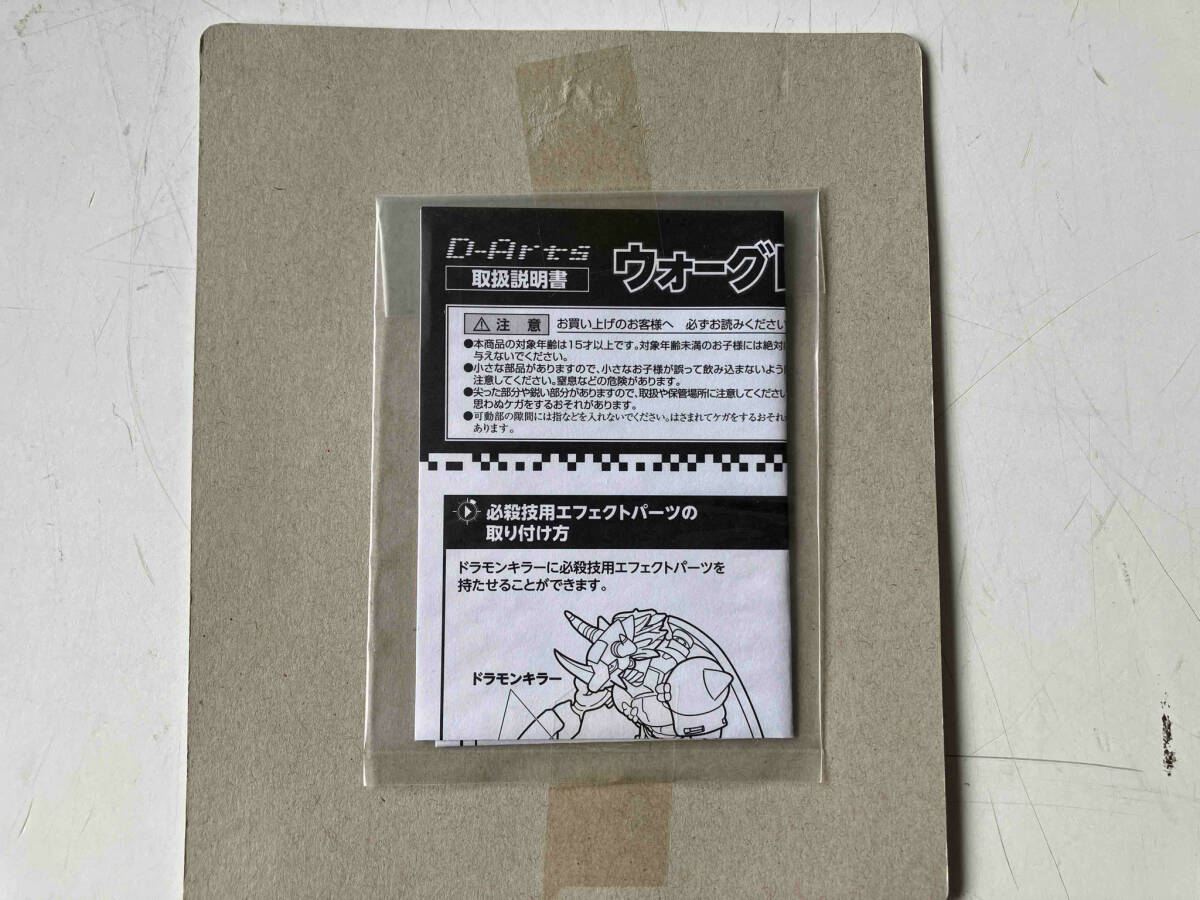 D-Arts
取扱説明書
ウォーグ
⚠注 意 お買い上げのお客様へ 必ずお読みください
●本商品の対象年齢は15才以上です。対象年齢未満のお子様には絶対に
与えないでください。
●小さな部品がありますので、小さなお子様が誤って飲み込まないように
注意してください。窒息などの危険があります。
●尖った部分や鋭い部分がありますので、取扱や保管場所に注意してください
思わぬケガをするおそれがあります。
●可動部の隙間には指などを入れないでください。はさまれてケガをするおそれ
あります。
必殺技用エフェクトパーツの
取り付け方
ドラモンキラーに必殺技用エフェクトパーツを
持たせることができます。
ドラモンキラー